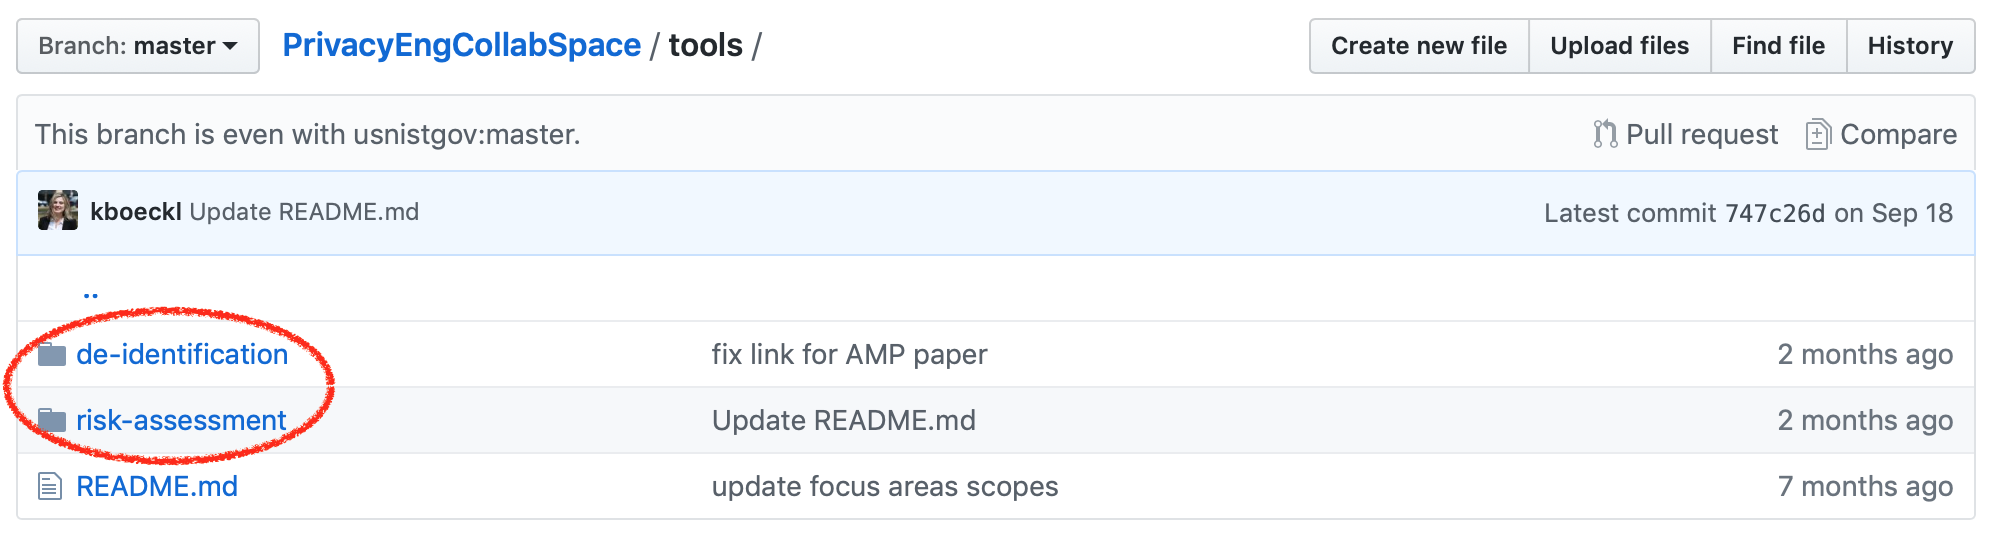 Branch: master PrivacyEngCollabSpace / tools / Create new file Upload files Find file History
This branch is even with usnistgov:master. Pull request Compare
kboeckl Update README.md Latest commit 747c26d on Sep 18
..
de-identification fix link for AMP paper 2 months ago
risk-assessment Update README.md 2 months ago
README.md update focus areas scopes 7 months ago